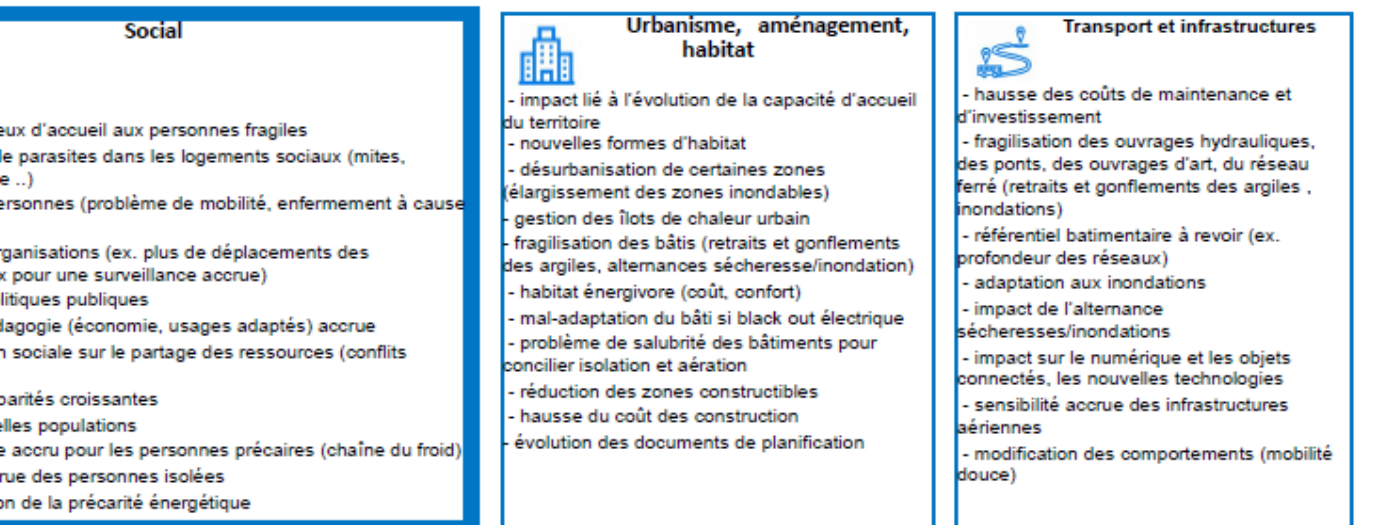 Social
eux d'accueil aux personnes fragiles
le parasites dans les logements sociaux (mites,
e ..)
ersonnes (problème de mobilité, enfermement à cause
rganisations (ex. plus de déplacements des
x pour une surveillance accrue)
litiques publiques
dagogie (économie, usages adaptés) accrue
n sociale sur le partage des ressources (conflits
parités croissantes
elles populations
e accru pour les personnes précaires (chaîne du froid)
rue des personnes isolées
on de la précarité énergétique
Urbanisme, aménagement,
habitat
- impact lié à l'évolution de la capacité d'accueil
du territoire
- nouvelles formes d'habitat
- désurbanisation de certaines zones
(élargissement des zones inondables)
- gestion des îlots de chaleur urbain
- fragilisation des bâtis (retraits et gonflements
des argiles, alternances sécheresse/inondation)
- habitat énergivore (coût, confort)
- mal-adaptation du bâti si black out électrique
- problème de salubrité des bâtiments pour
concilier isolation et aération
- réduction des zones constructibles
- hausse du coût des construction
- évolution des documents de planification
Transport et infrastructures
- hausse des coûts de maintenance et
d'investissement
- fragilisation des ouvrages hydrauliques,
des ponts, des ouvrages d'art, du réseau
ferré (retraits et gonflements des argiles ,
inondations)
- référentiel batimentaire à revoir (ex.
profondeur des réseaux)
- adaptation aux inondations
- impact de l'alternance
sécheresses/inondations
- impact sur le numérique et les objets
connectés, les nouvelles technologies
- sensibilité accrue des infrastructures
aériennes
- modification des comportements (mobilité
douce)